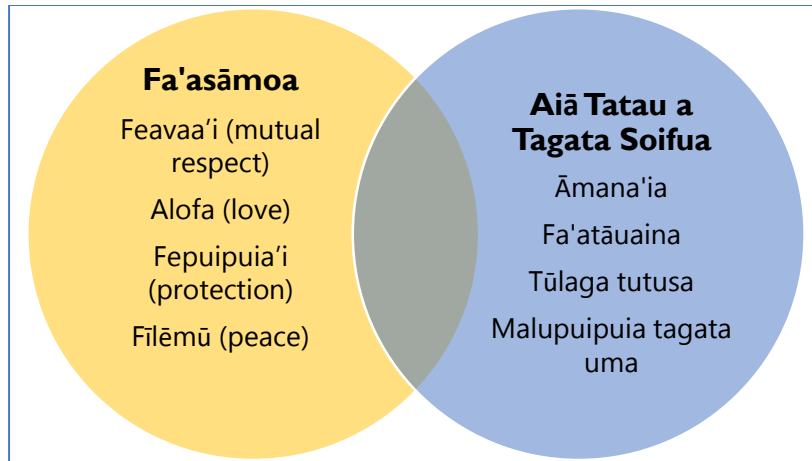 Fa'asāmoa
Feavaa’i (mutual
respect)
Alofa (love)
Fepuipuia’i
(protection)
Fīlēmū (peace)
Aiā Tatau a
Tagata Soifua
Āmana'ia
Fa'atāuaina
Tūlaga tutusa
Malupuipuia tagata
uma